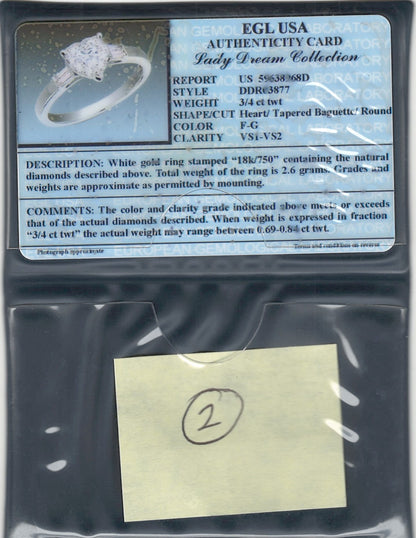 EGL USA
AUTHENTICITY CARD
Lady Dream Collection
REPORT US
STYLE DDR63877
WEIGHT 3/4 ct twt
SHAPE/CUT Heart/ Tapered Baguette/ Round
COLOR F-G
CLARITY VS1-VS2
DESCRIPTION: White gold ring stamped "18k/750" containing the natural
diamonds described above. Total weight of the ring is 2.6 grams. Grades and
weights are approximate as permitted by mounting.
COMMENTS: The color and clarity grade indicated above meets or exceeds
that of the actual diamonds described. When weight is expressed in fraction
"3/4 ct twt" the actual weight may range between 0.69-0.84 ct twt.
Photograph approximate
Terms and conditions on reverse
2